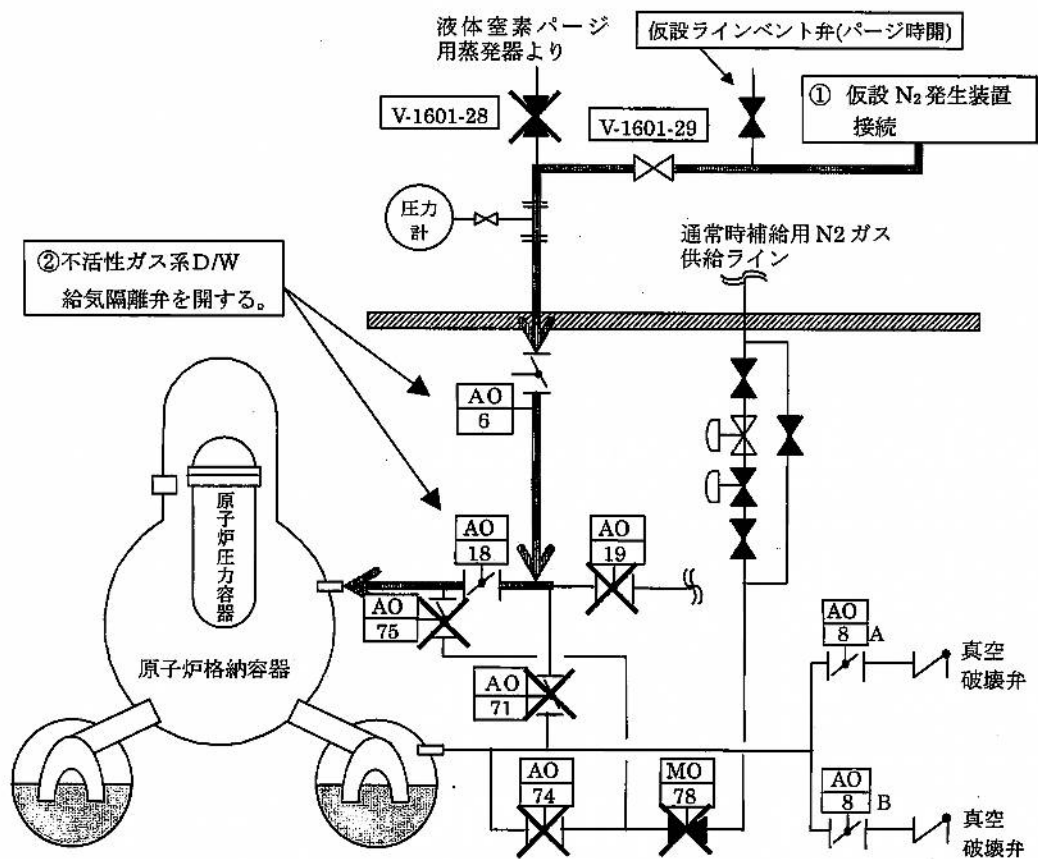 液体窒素パージ
用蒸発器より
仮設ラインベント弁(パージ時開)
① 仮設 N₂ 発生装置
接続
V-1601-28
V-1601-29
圧力
計
通常時補給用 N2 ガス
供給ライン
②不活性ガス系 D/W
給気隔離弁を開する。
AO
6
原子炉圧力容器
AO
18
AO
19
AO
75
原子炉格納容器
AO
71
AO
8
A
真空
破壊弁
AO
74
MO
78
AO
8
B
真空
破壊弁